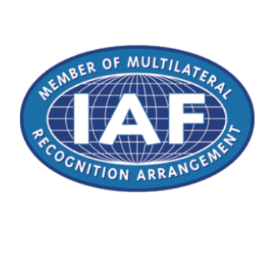 MEMBER OF MULTILATERAL
IAF
RECOGNITION ARRANGEMENT